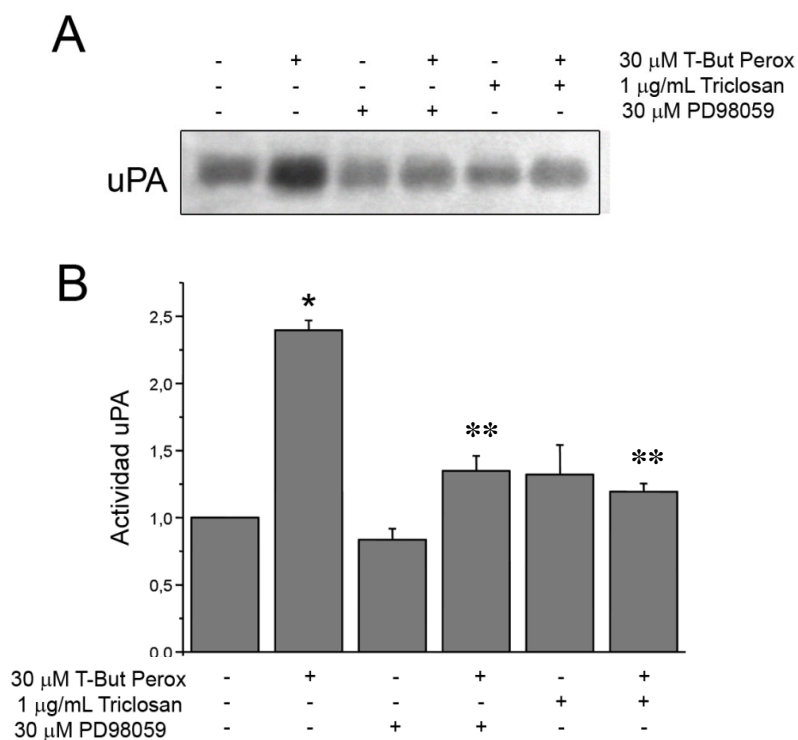 A
- + - + - + 30 μM T-But Perox
- - - - + + 1 μg/mL Triclosan
- - + + - - 30 μM PD98059
uPA
B
Actividad uPA
2,5
2,0
1,5
1,0
0,5
0,0
*
**
**
30 μM T-But Perox - + - + - +
1 μg/mL Triclosan - - - - + +
30 μM PD98059 - - + + - -